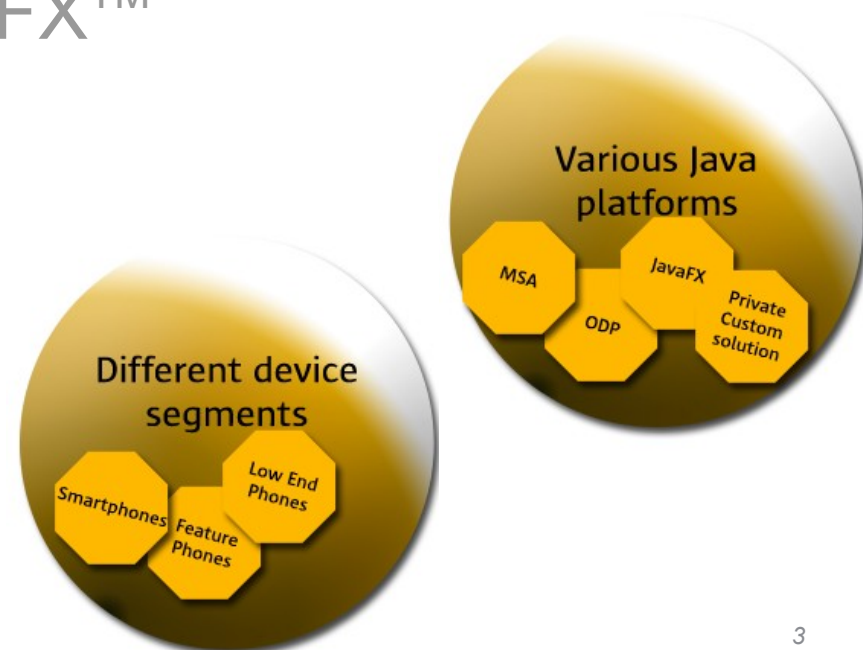 FX™
Various Java
platforms
MSA
JavaFX
ODP
Private
Custom
solution
Different device
segments
Smartphones
Feature
Phones
Low End
Phones
3